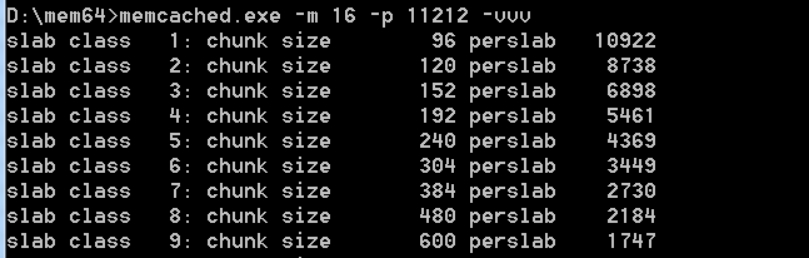 D:\mem64>memcached.exe -m 16 -p 11212 -vvv
slab class   1: chunk size        96 perslab   10922
slab class   2: chunk size       120 perslab    8738
slab class   3: chunk size       152 perslab    6898
slab class   4: chunk size       192 perslab    5461
slab class   5: chunk size       240 perslab    4369
slab class   6: chunk size       304 perslab    3449
slab class   7: chunk size       384 perslab    2730
slab class   8: chunk size       480 perslab    2184
slab class   9: chunk size       600 perslab    1747